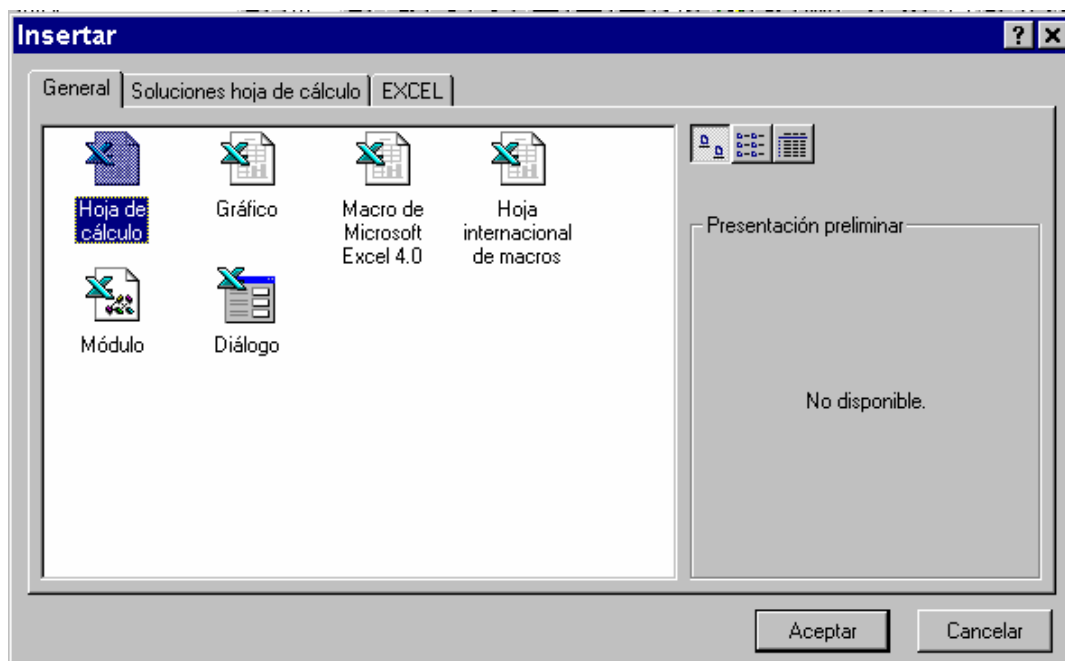 Insertar
General
Soluciones hoja de cálculo
EXCEL
Hoja de
cálculo
Gráfico
Macro de
Microsoft
Excel 4.0
Hoja
internacional
de macros
Módulo
Diálogo
Presentación preliminar
No disponible.
Aceptar
Cancelar